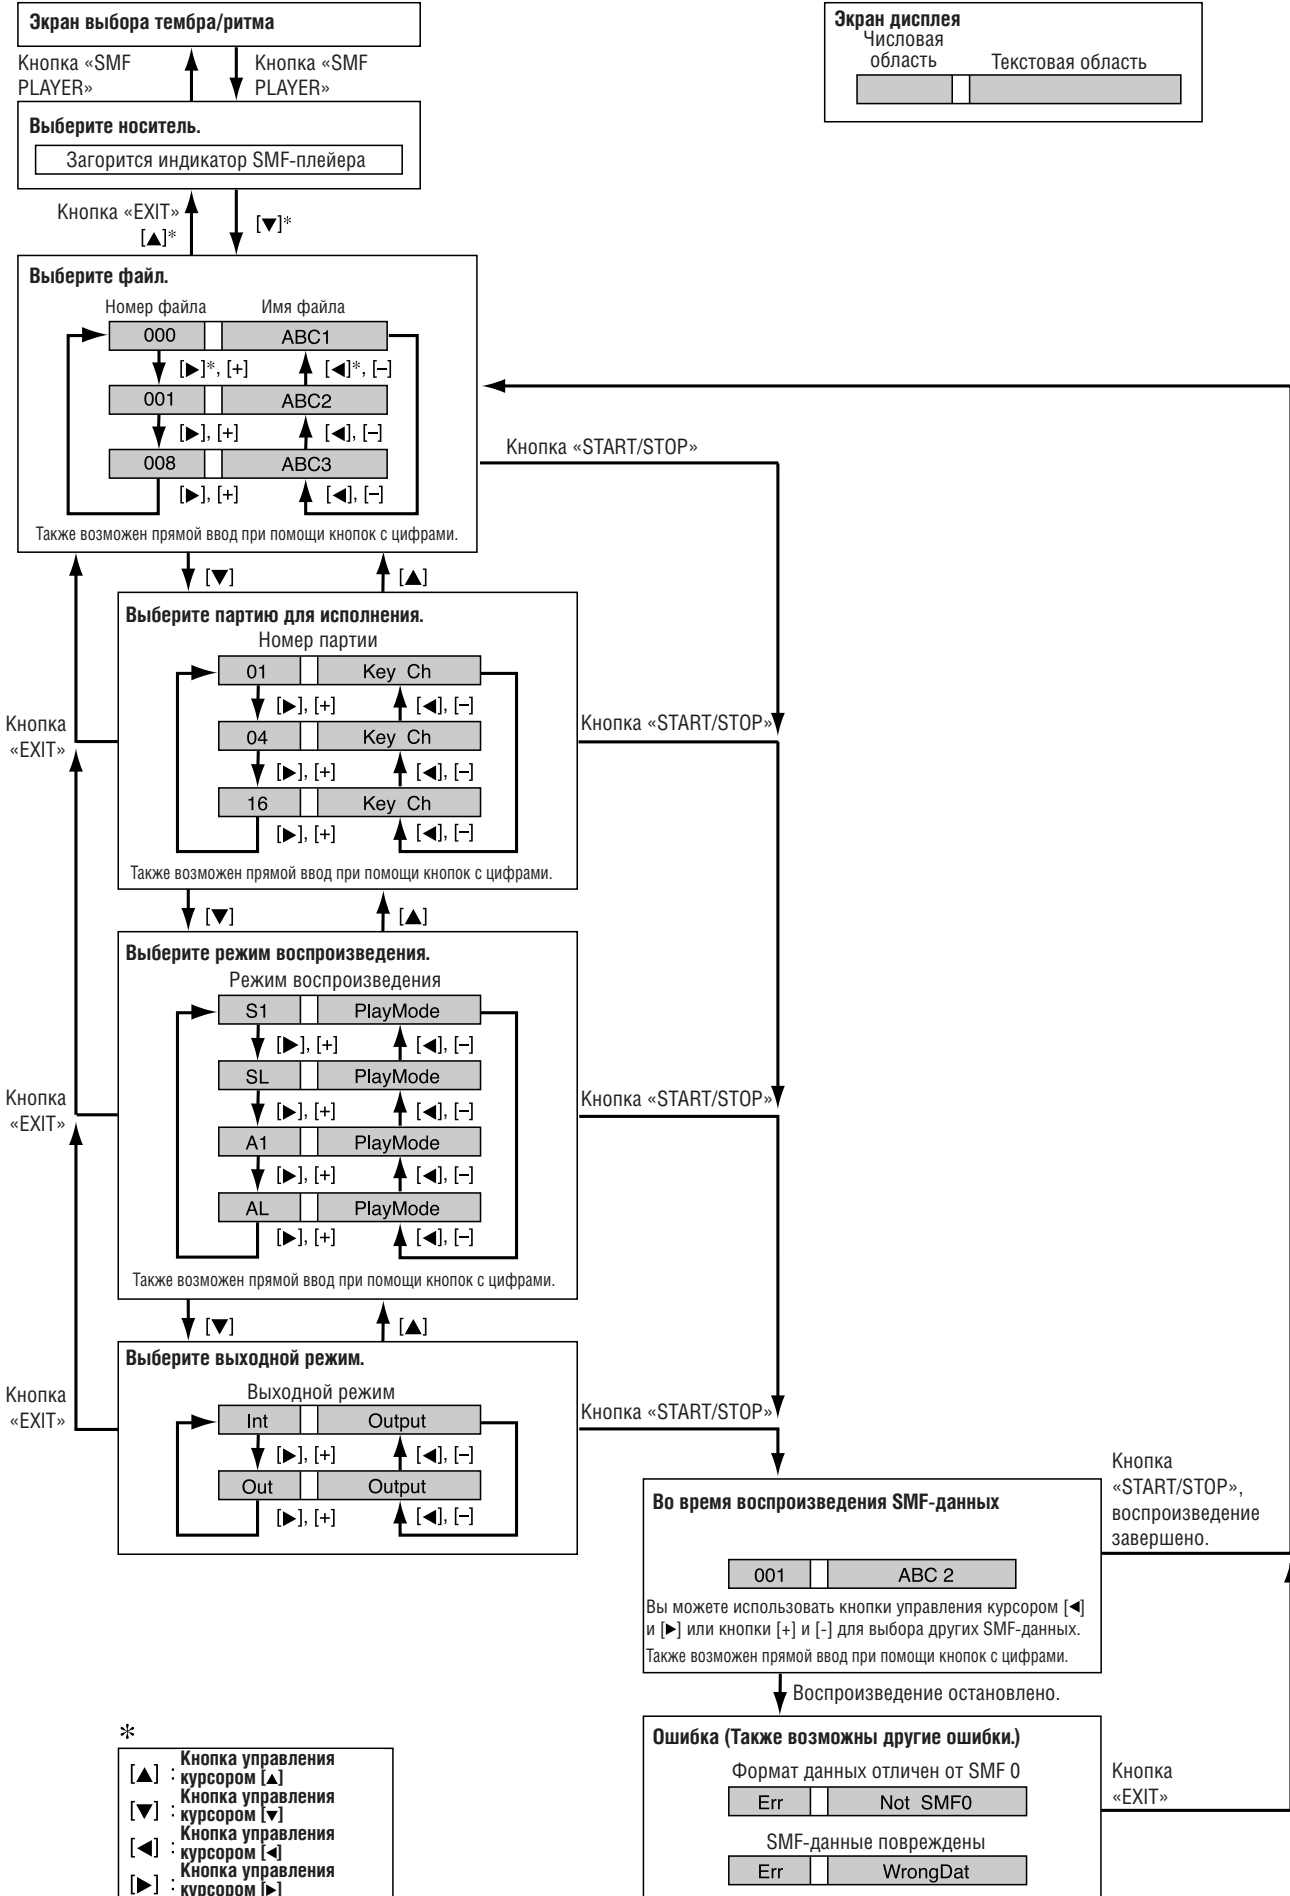 Экран выбора тембра/ритма
Кнопка «SMF
PLAYER»
Кнопка «SMF
PLAYER»
Экран дисплея
Числовая
область
Текстовая область
Выберите носитель.
Загорится индикатор SMF-плейера
Кнопка «EXIT»
[▲]*
[▼]*
Выберите файл.
Номер файла
Имя файла
000
ABC1
[▶]*, [+]
[◀]*, [–]
001
ABC2
[▶], [+]
[◀], [–]
008
ABC3
[▶], [+]
[◀], [–]
Также возможен прямой ввод при помощи кнопок с цифрами.
Кнопка «START/STOP»
[▼]
[▲]
Выберите партию для исполнения.
Номер партии
01
Key Ch
[▶], [+]
[◀], [–]
04
Key Ch
[▶], [+]
[◀], [–]
16
Key Ch
[▶], [+]
[◀], [–]
Также возможен прямой ввод при помощи кнопок с цифрами.
Кнопка
«EXIT»
Кнопка «START/STOP»
[▼]
[▲]
Выберите режим воспроизведения.
Режим воспроизведения
S1
PlayMode
[▶], [+]
[◀], [–]
SL
PlayMode
[▶], [+]
[◀], [–]
A1
PlayMode
[▶], [+]
[◀], [–]
AL
PlayMode
[▶], [+]
[◀], [–]
Также возможен прямой ввод при помощи кнопок с цифрами.
Кнопка
«EXIT»
Кнопка «START/STOP»
[▼]
[▲]
Выберите выходной режим.
Выходной режим
Int
Output
[▶], [+]
[◀], [–]
Out
Output
[▶], [+]
[◀], [–]
Кнопка
«EXIT»
Кнопка «START/STOP»
Во время воспроизведения SMF-данных
001
ABC 2
Вы можете использовать кнопки управления курсором [◀]
и [▶] или кнопки [+] и [-] для выбора других SMF-данных.
Также возможен прямой ввод при помощи кнопок с цифрами.
Кнопка
«START/STOP»,
воспроизведение
завершено.
Воспроизведение остановлено.
Ошибка (Также возможны другие ошибки.)
Формат данных отличен от SMF 0
Err
Not SMF0
SMF-данные повреждены
Err
WrongDat
Кнопка
«EXIT»
*
[▲] : Кнопка управления
курсором [▲]
[▼] : Кнопка управления
курсором [▼]
[◀] : Кнопка управления
курсором [◀]
[▶] : Кнопка управления
курсором [▶]